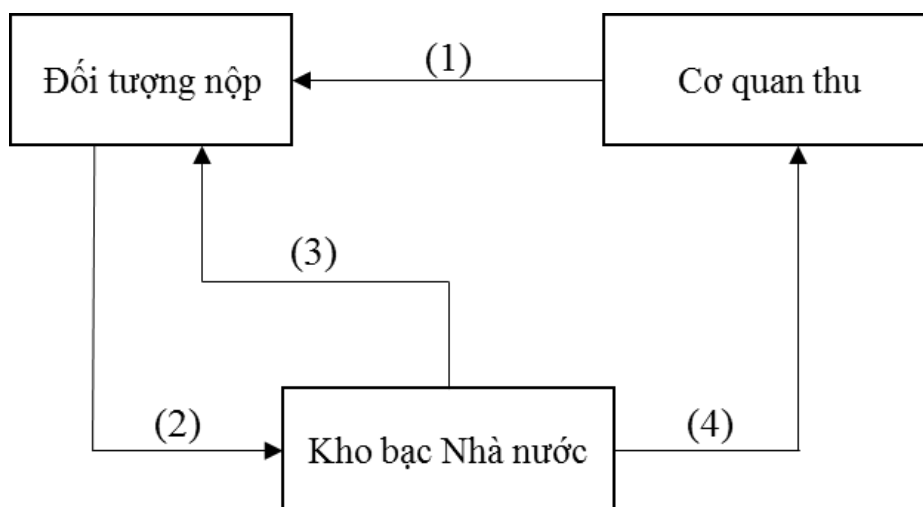 Đối tượng nộp
(1)
Cơ quan thu
(3)
(2)
Kho bạc Nhà nước
(4)